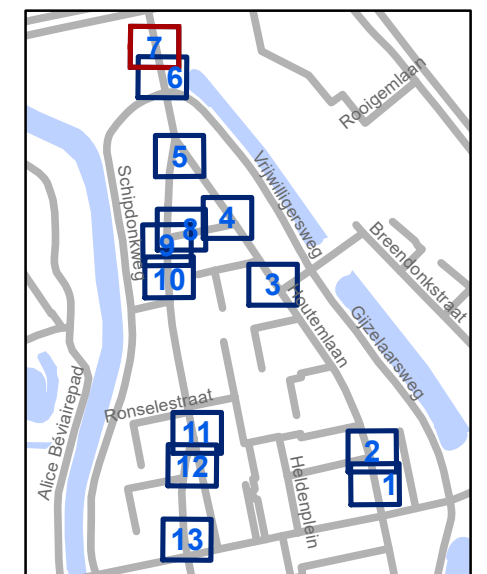 7
6
Rooigemlaan
5
Vrijwilligersweg
Schipdonkweg
4
8
9
Breendonkstraat
10
3
Houtemlaan
Gijzelaarsweg
Alice Béviairepad
Ronselestraat
11
2
12
Heldenplein
1
13